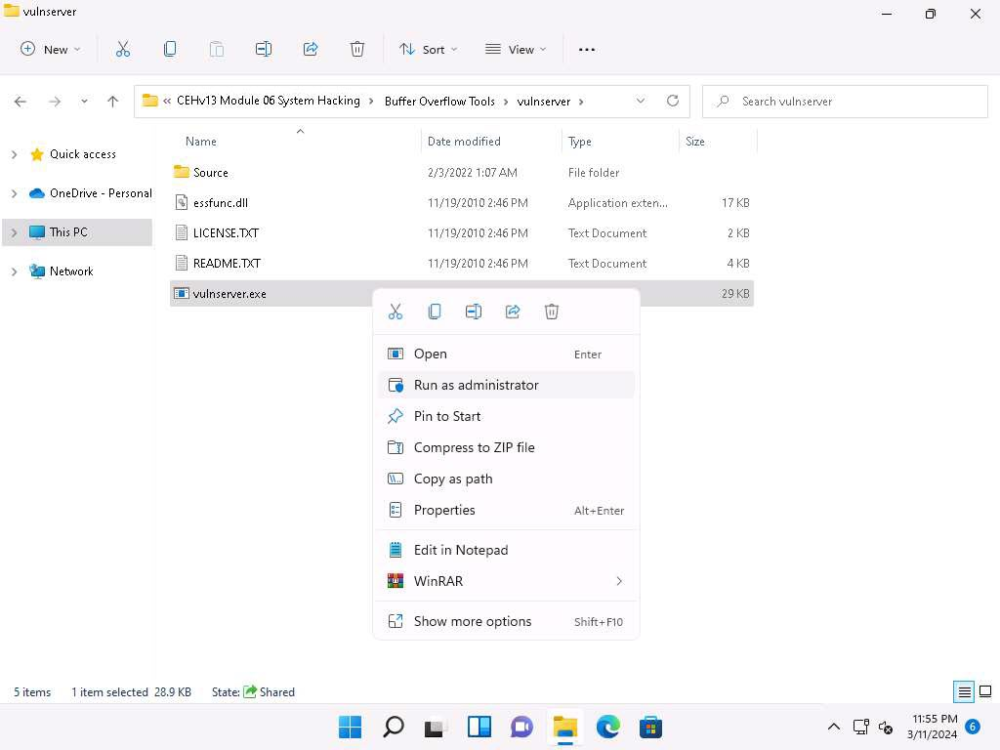 vulnserver
New
Sort
View
« CEHv13 Module 06 System Hacking > Buffer Overflow Tools > vulnserver >
Search vulnserver
Name Date modified Type Size
Quick access
OneDrive - Personal
This PC
Network
Source 2/3/2022 1:07 AM File folder
essfunc.dll 11/19/2010 2:46 PM Application exten... 17 KB
LICENSE.TXT 11/19/2010 2:46 PM Text Document 2 KB
README.TXT 11/19/2010 2:46 PM Text Document 4 KB
vulnserver.exe 29 KB
Open Enter
Run as administrator
Pin to Start
Compress to ZIP file
Copy as path
Properties Alt+Enter
Edit in Notepad
WinRAR
Show more options Shift+F10
5 items 1 item selected 28.9 KB State: Shared
11:55 PM
3/11/2024
6